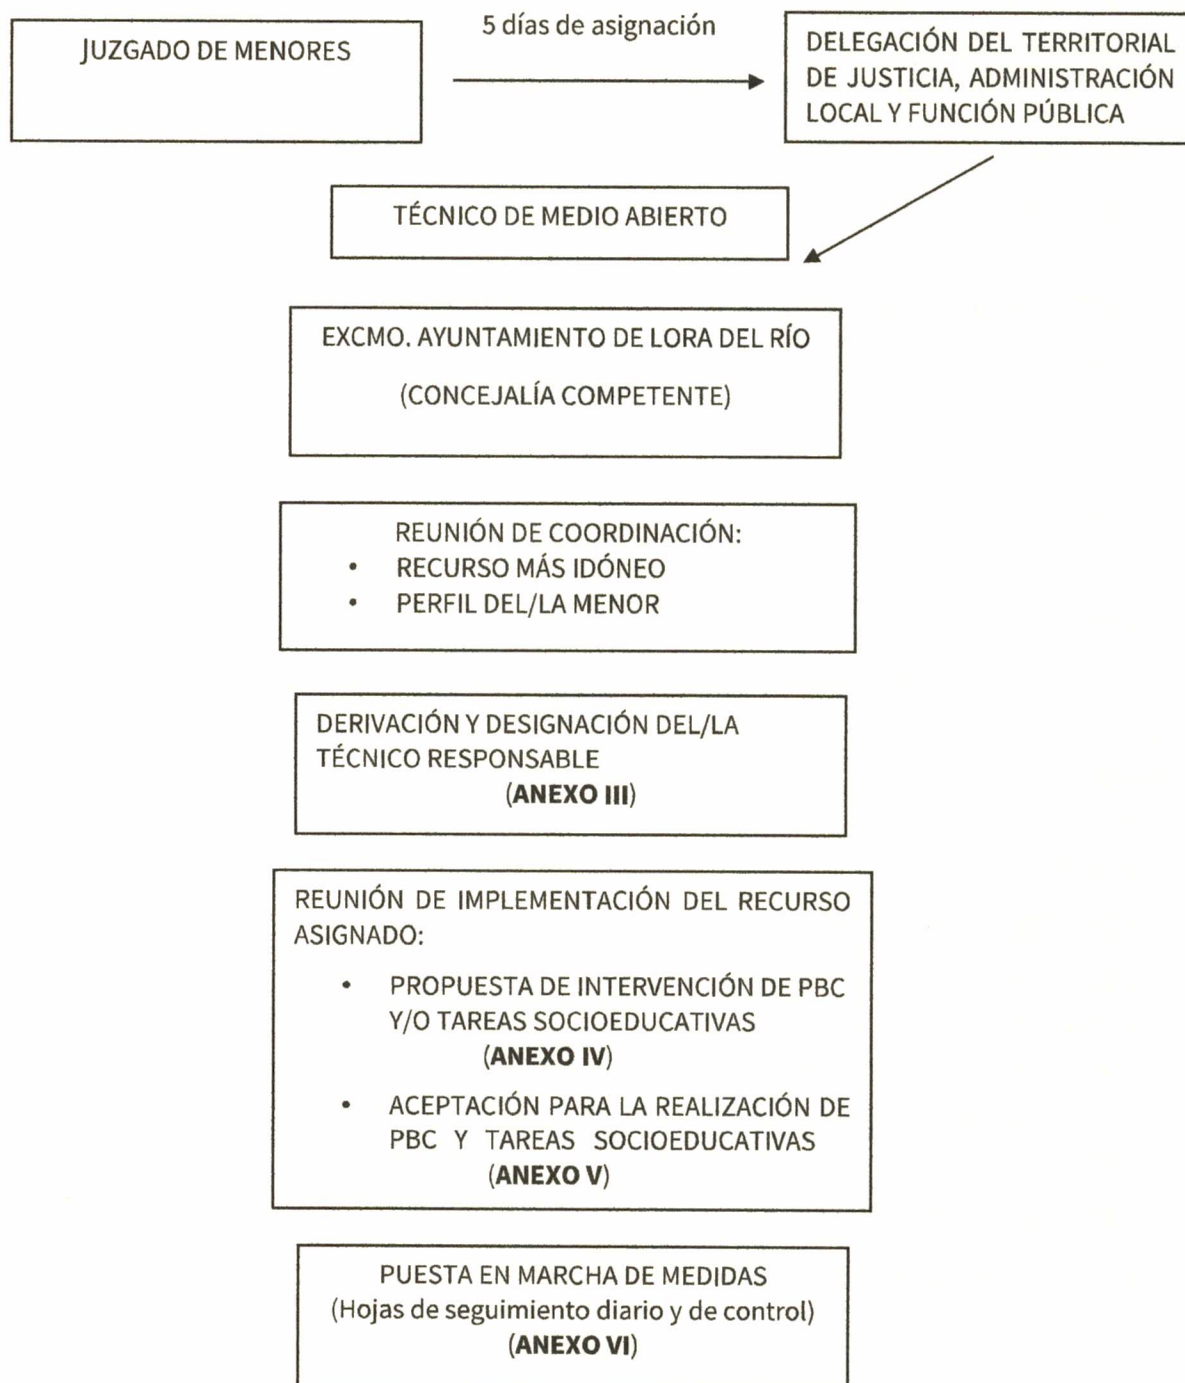 JUZGADO DE MENORES
5 días de asignación
DELEGACIÓN DEL TERRITORIAL
DE JUSTICIA, ADMINISTRACIÓN
LOCAL Y FUNCIÓN PÚBLICA
TÉCNICO DE MEDIO ABIERTO
EXCMO. AYUNTAMIENTO DE LORA DEL RÍO
(CONCEJALÍA COMPETENTE)
REUNIÓN DE COORDINACIÓN:
• RECURSO MÁS IDÓNEO
• PERFIL DEL/LA MENOR
DERIVACIÓN Y DESIGNACIÓN DEL/LA
TÉCNICO RESPONSABLE
(ANEXO III)
REUNIÓN DE IMPLEMENTACIÓN DEL RECURSO
ASIGNADO:
• PROPUESTA DE INTERVENCIÓN DE PBC
Y/O TAREAS SOCIOEDUCATIVAS
(ANEXO IV)
• ACEPTACIÓN PARA LA REALIZACIÓN DE
PBC Y TAREAS SOCIOEDUCATIVAS
(ANEXO V)
PUESTA EN MARCHA DE MEDIDAS
(Hojas de seguimiento diario y de control)
(ANEXO VI)